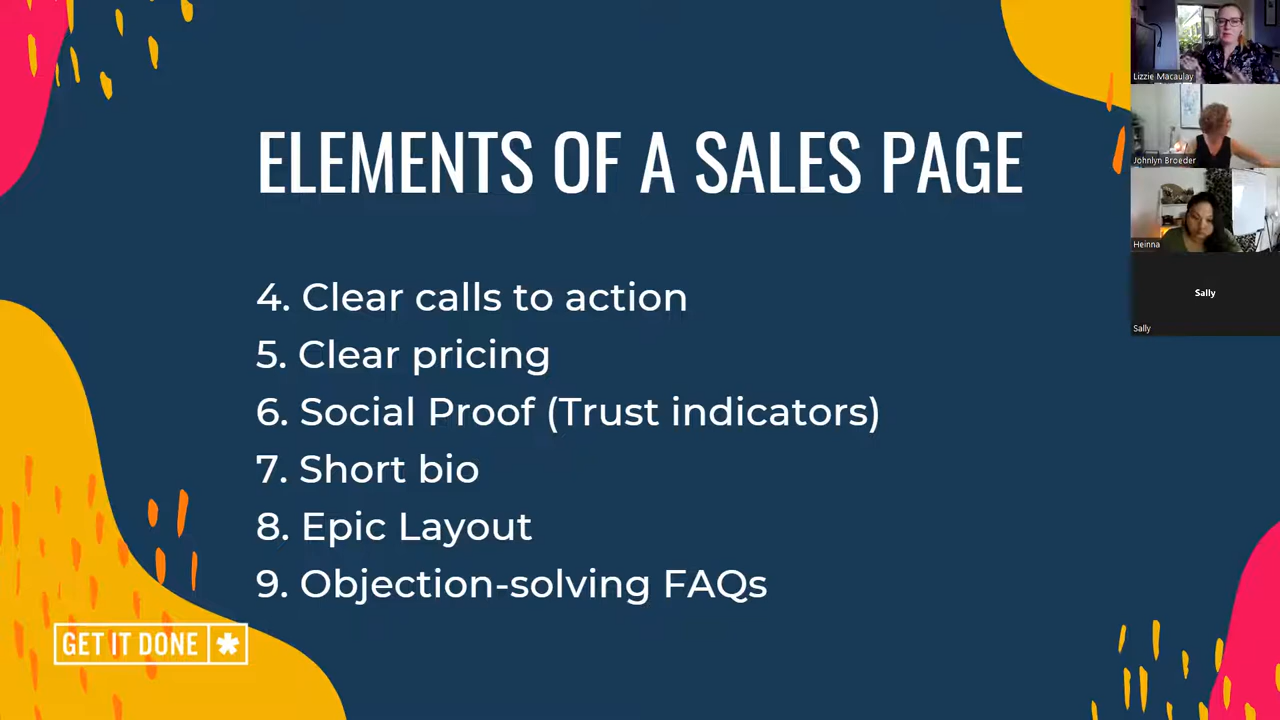 ELEMENTS OF A SALES PAGE
4. Clear calls to action
5. Clear pricing
6. Social Proof (Trust indicators)
7. Short bio
8. Epic Layout
9. Objection-solving FAQs
GET IT DONE *
Lizzie Macaulay
Johnlyn Broeder
Heinna
Sally
Sally